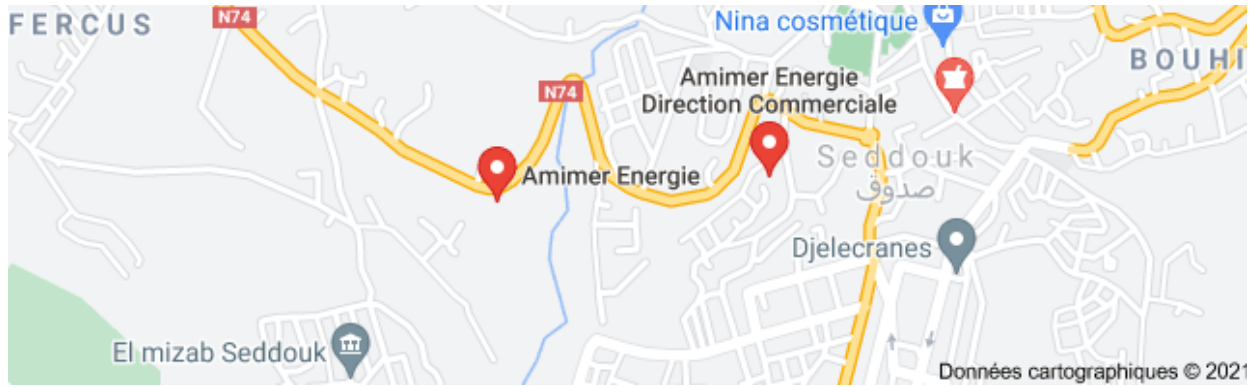 FERCUS
N74
Nina cosmétique
BOUHI
N74
Amimer Energie
Direction Commerciale
Amimer Energie
Seddouk
صدوق
Djelecranes
El mizab Seddouk
Données cartographiques © 2021